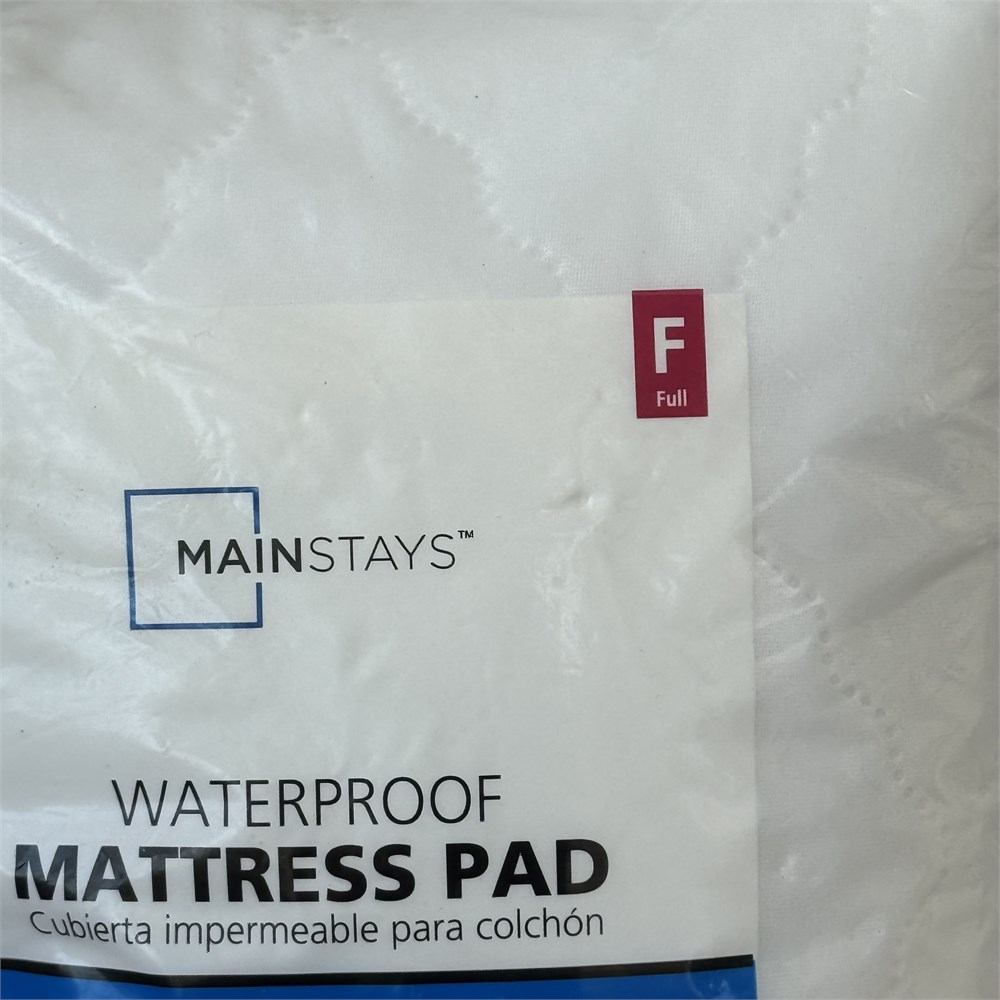 F
Full
MAINSTAYS™
WATERPROOF
MATTRESS PAD
Cubierta impermeable para colchón